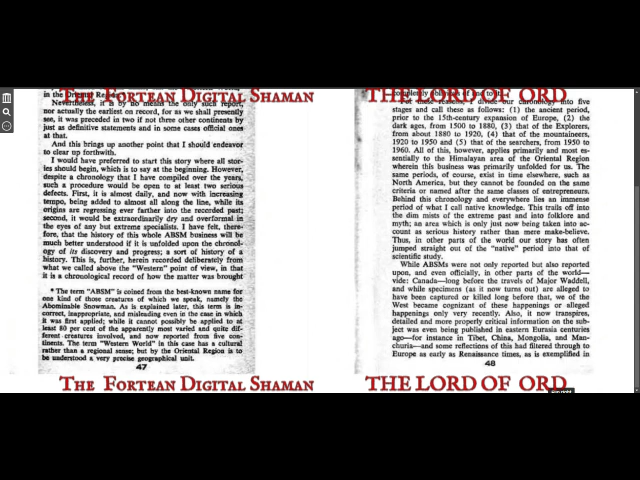 in the Oriental Region.
THE FORTEAN DIGITAL SHAMAN
Nevertheless, it is by no means the only such report,
nor actually the earliest on record, for as we shall presently
see, it was preceded in two if not three other continents by
just as definitive statements and in some cases official ones
at that.
And this brings up another point that I should endeavor
to clear up forthwith.
I would have preferred to start this story where all stor-
ies should begin, which is to say at the beginning. However,
despite a chronology that I have compiled over the years,
such a procedure would be open to at least two serious
defects. First, it is almost daily, and now with increasing
tempo, being added to almost all along the line, while its
origins are regressing ever farther into the recorded past;
second, it would be extraordinarily dry and overformal in
the eyes of any but extreme specialists. I have felt, there-
fore, that the history of this whole ABSM business will be
much better understood if it is unfolded upon the chronol-
ogy of its discovery and progress; a sort of history of a
history. This is, further, herein recorded deliberately from
what we called above the "Western" point of view, in that
it is a chronological record of how the matter was brought
* The term "ABSM" is coined from the best-known name for
one kind of those creatures of which we speak, namely the
Abominable Snowman. As is explained later, this term is in-
correct, inappropriate, and misleading even in the case in which
it was first applied; while it cannot possibly be applied to at
least 80 per cent of the apparently most varied and quite dif-
ferent creatures involved, and now reported from five con-
tinents. The term "Western World" is in this case a cultural
rather than a regional sense; but by the Oriental Region is to
be understood a very precise geographical unit.
47
THE FORTEAN DIGITAL SHAMAN
THE LORD OF ORD
reasons, I divide our chronology into five
stages and call these as follows: (1) the ancient period,
prior to the 15th-century expansion of Europe, (2) the
dark ages, from 1500 to 1880, (3) that of the Explorers,
from about 1880 to 1920, (4) that of the mountaineers,
1920 to 1950 and (5) that of the searchers, from 1950 to
1960. All of this, however, applies primarily and most es-
sentially to the Himalayan area of the Oriental Region
wherein this business was primarily unfolded for us. The
same periods, of course, exist in time elsewhere, such as
North America, but they cannot be founded on the same
criteria or named after the same classes of entrepreneurs.
Behind this chronology and everywhere lies an immense
period of what I call native knowledge. This trails off into
the dim mists of the extreme past and into folklore and
myth; an area which is only just now being taken into ac-
count as serious history rather than mere make-believe.
Thus, in other parts of the world our story has often
jumped straight out of the "native" period into that of
scientific study.
While ABSMs were not only reported but also reported
upon, and even officially, in other parts of the world—
vide: Canada—long before the travels of Major Waddell,
and while specimens (as it now turns out) are alleged to
have been captured or killed long before that, we of the
West became cognizant of these happenings or alleged
happenings only very recently. Also, it now transpires,
detailed and more properly critical information on the sub-
ject was even being published in eastern Eurasia centuries
ago—for instance in Tibet, China, Mongolia, and Man-
churia—and some reflections of this had filtered through to
Europe as early as Renaissance times, as is exemplified in
48
THE LORD OF ORD